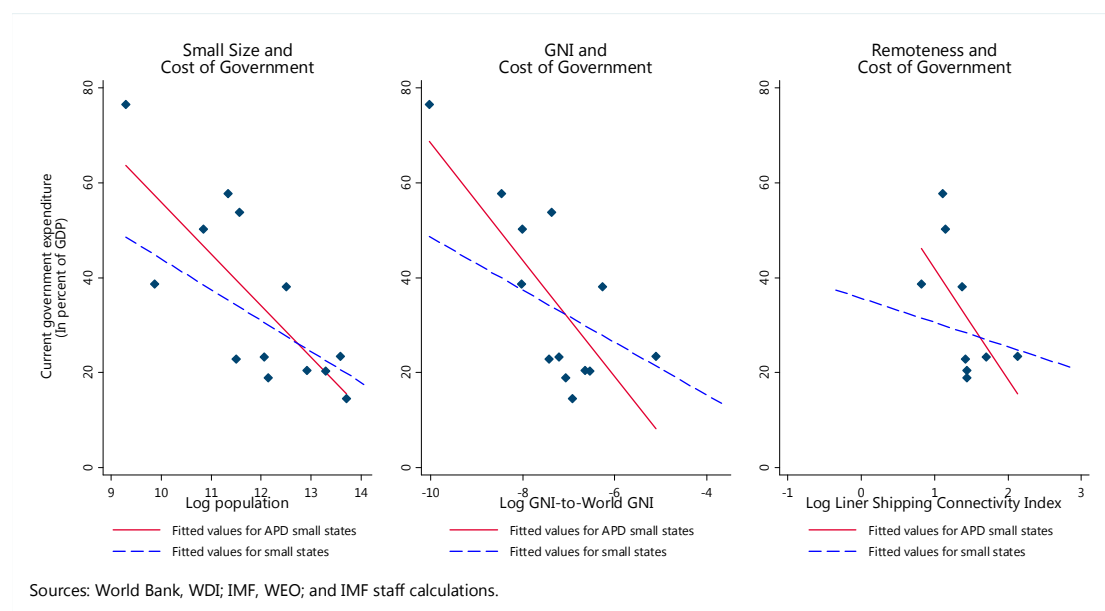 Small Size and
Cost of Government
GNI and
Cost of Government
Remoteness and
Cost of Government
Current government expenditure
(In percent of GDP)
80
60
40
20
0
9 10 11 12 13 14
Log population
80
60
40
20
0
-10 -8 -6 -4
Log GNI-to-World GNI
80
60
40
20
0
-1 0 1 2 3
Log Liner Shipping Connectivity Index
Fitted values for APD small states
Fitted values for small states
Fitted values for APD small states
Fitted values for small states
Fitted values for APD small states
Fitted values for small states
Sources: World Bank, WDI; IMF, WEO; and IMF staff calculations.